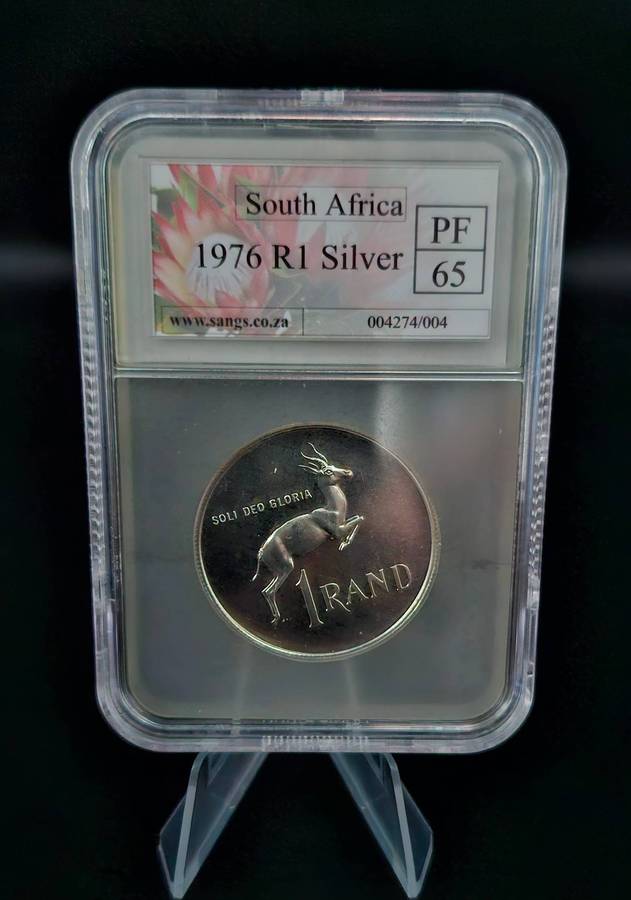 South Africa
1976 R1 Silver
PF
65
www.sangs.co.za
004274/004
SOLI DEO GLORIA
1 RAND